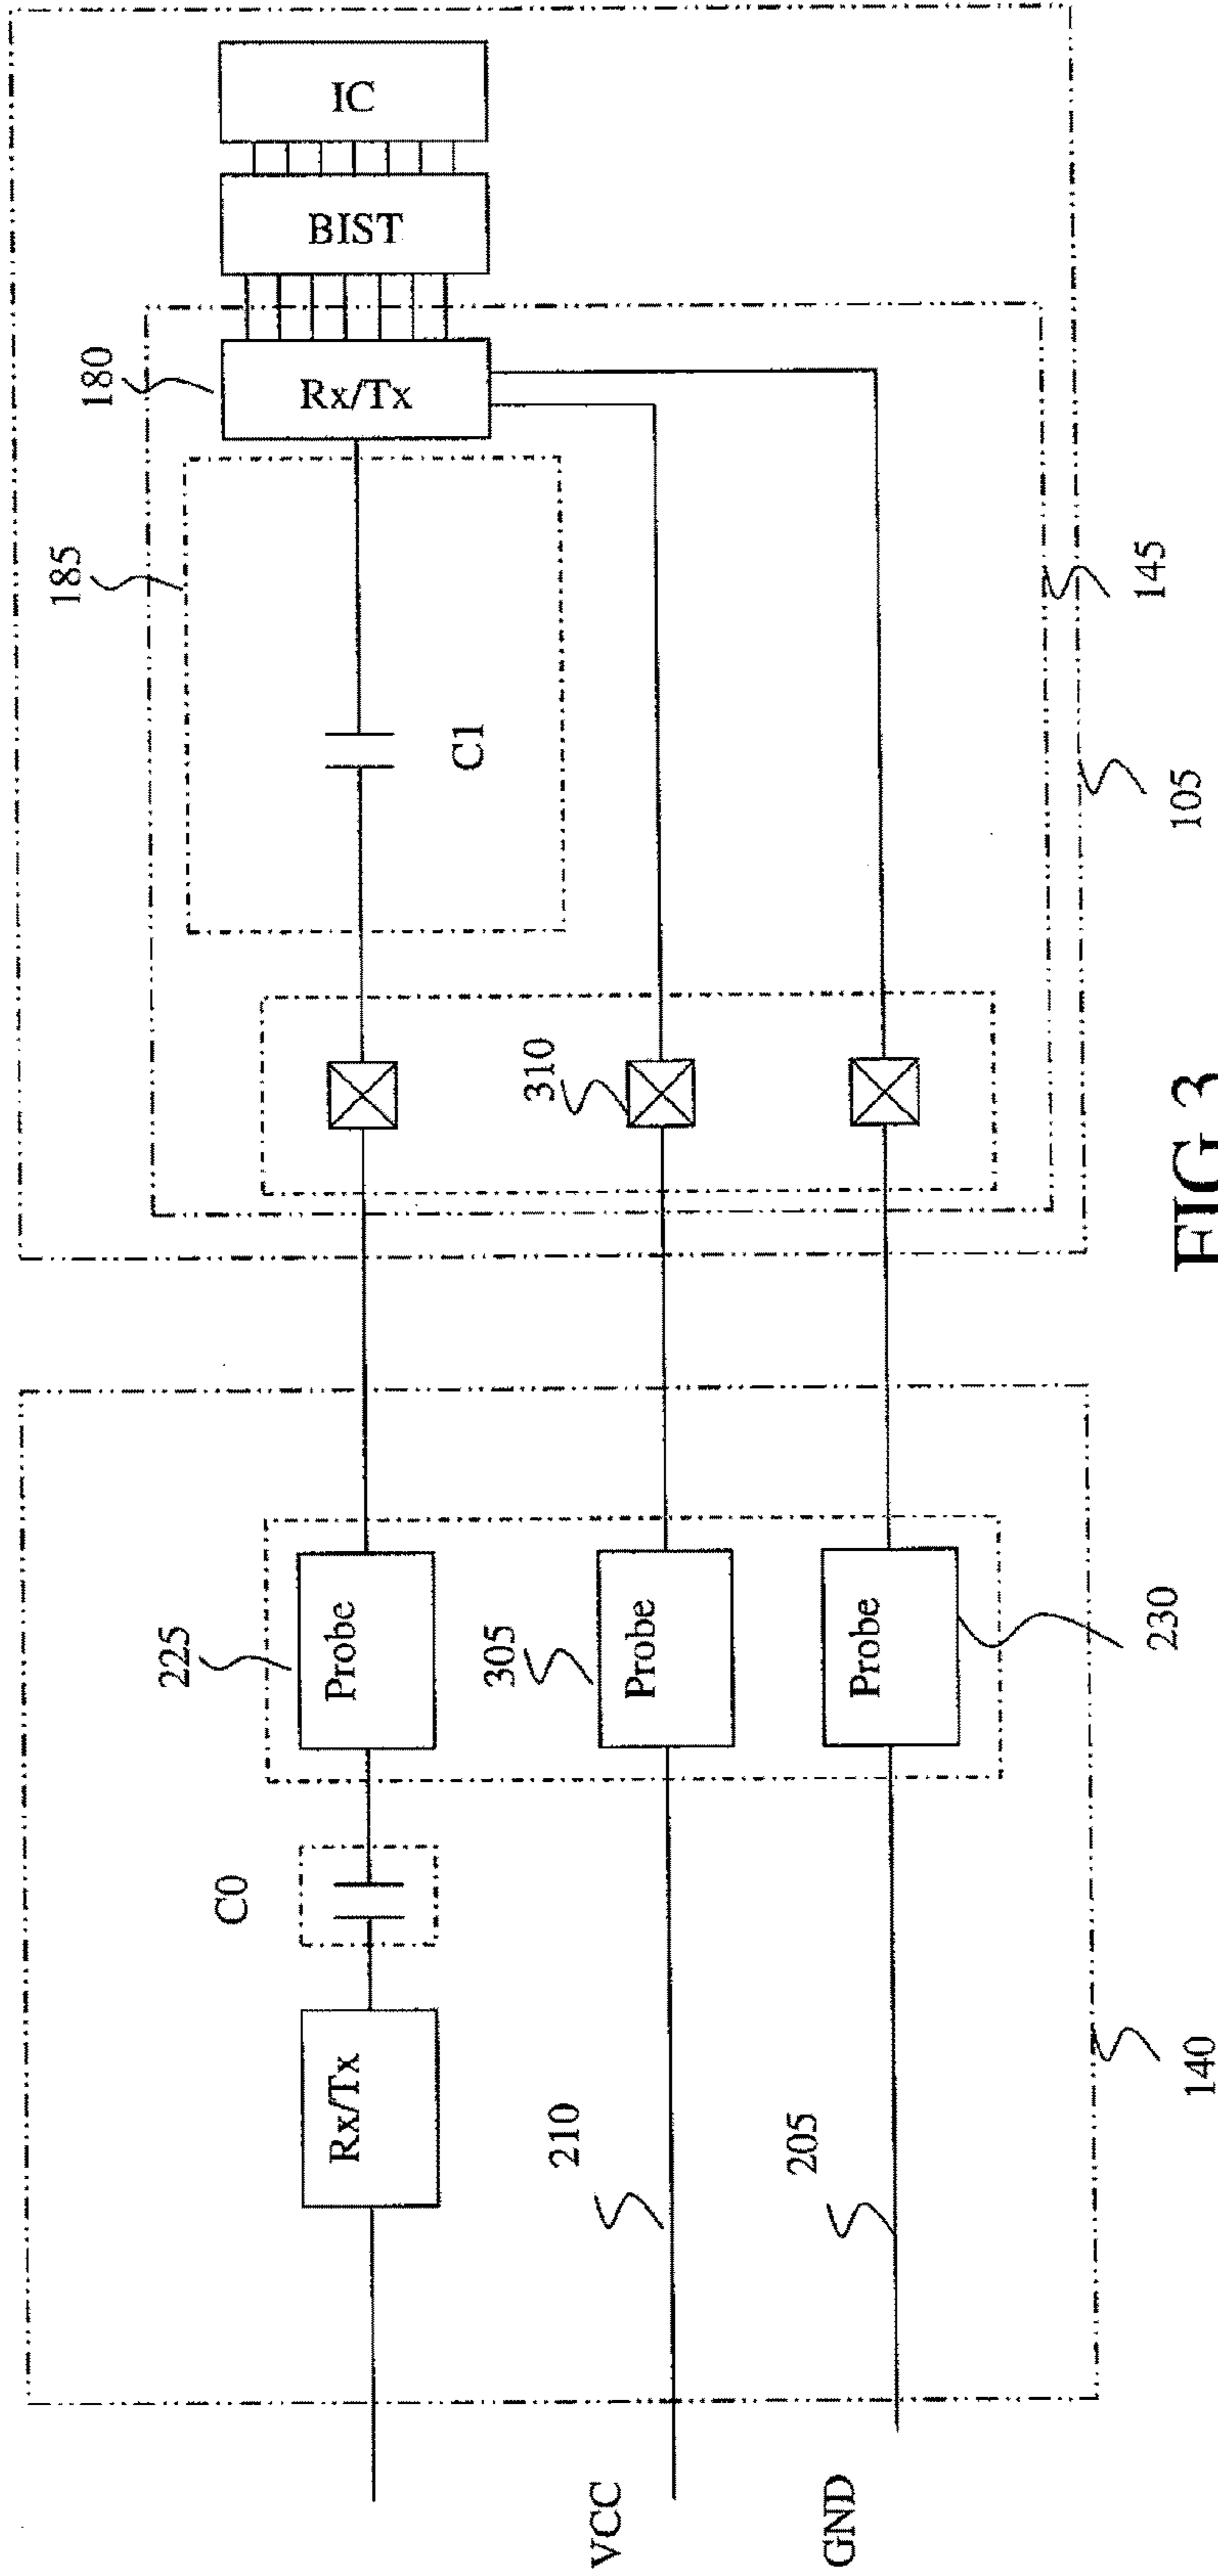 IC
BIST
180
Rx/Tx
185
C1
310
145
105
225
Probe
305
Probe
Probe
230
C0
Rx/Tx
210
205
140
VCC
GND
FIG 3